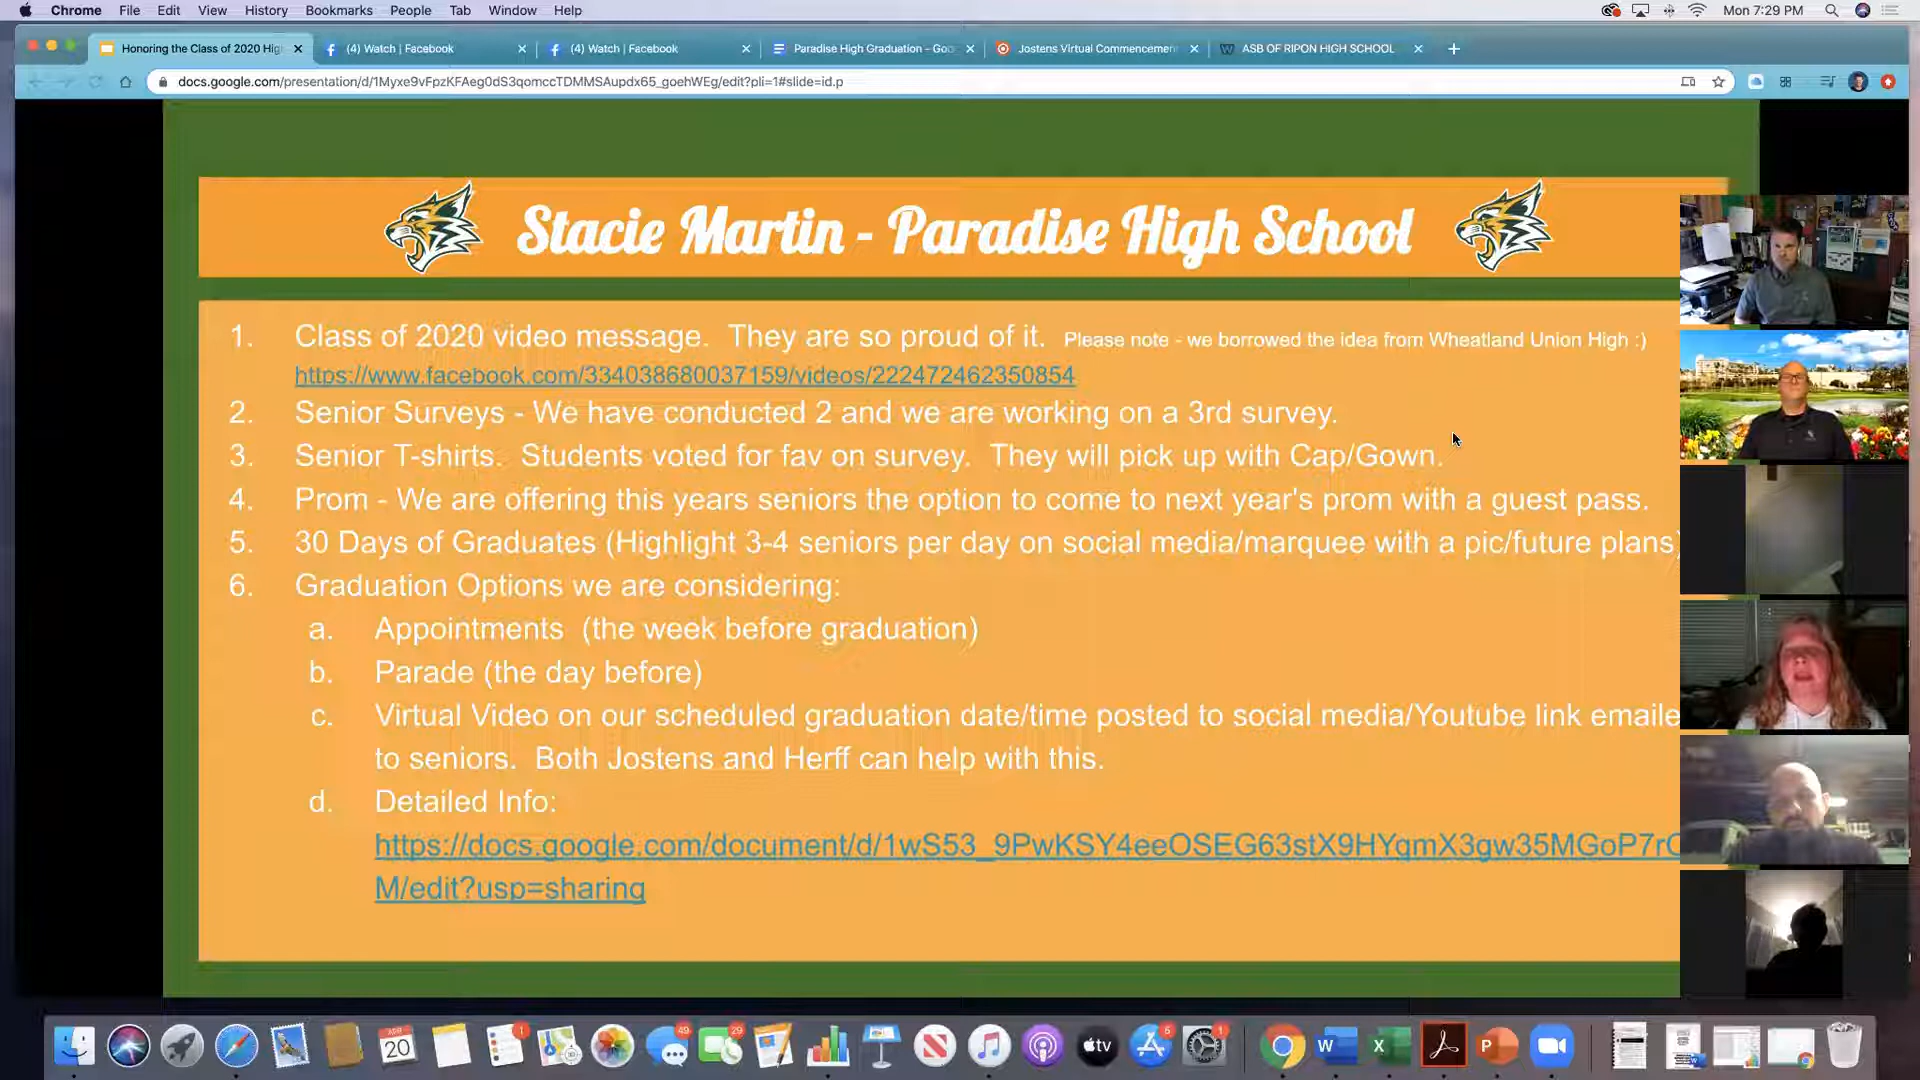 Chrome File Edit View History Bookmarks People Tab Window Help Mon 7:29 PM
Honoring the Class of 2020 Hig (4) Watch | Facebook (4) Watch | Facebook Paradise High Graduation - Goo Jostens Virtual Commencemen ASB OF RIPON HIGH SCHOOL
docs.google.com/presentation/d/1Myxe9vFpzKFAeg0dS3qomccTDMMSAupdx65_goehWEg/edit?pli=1#slide=id.p
Stacie Martin - Paradise High School
1. Class of 2020 video message. They are so proud of it. Please note - we borrowed the idea from Wheatland Union High :)
https://www.facebook.com/334038680037159/videos/222472462350854
2. Senior Surveys - We have conducted 2 and we are working on a 3rd survey.
3. Senior T-shirts. Students voted for fav on survey. They will pick up with Cap/Gown.
4. Prom - We are offering this years seniors the option to come to next year's prom with a guest pass.
5. 30 Days of Graduates (Highlight 3-4 seniors per day on social media/marquee with a pic/future plans)
6. Graduation Options we are considering:
a. Appointments (the week before graduation)
b. Parade (the day before)
c. Virtual Video on our scheduled graduation date/time posted to social media/Youtube link emaile
to seniors. Both Jostens and Herff can help with this.
d. Detailed Info:
https://docs.google.com/document/d/1wS53_9PwKSY4eeOSEG63stX9HYqmX3gw35MGoP7rC
M/edit?usp=sharing
APR 20 1 49 29 tv 5 1 W X P